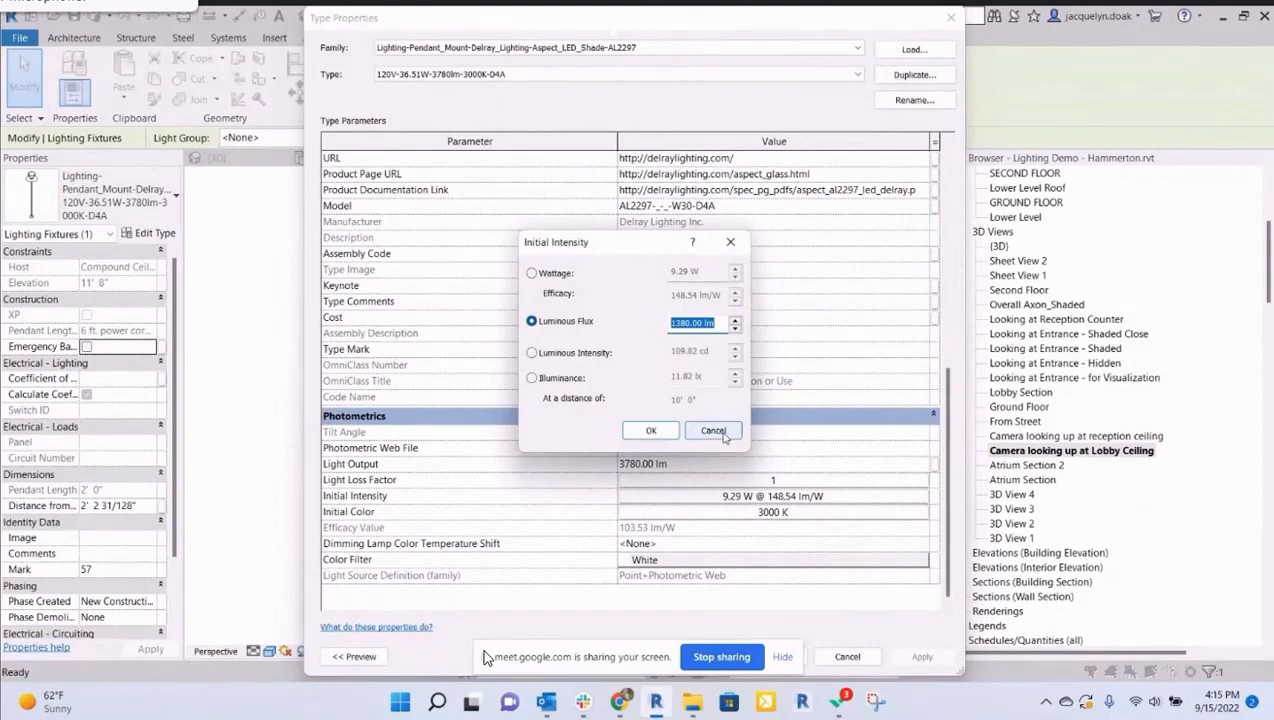 Type Properties
jacquelyn.doak
File Architecture Structure Steel Systems Insert
Family: Lighting-Pendant_Mount-Delray_Lighting-Aspect_LED_Shade-AL2297 Load...
Type: 120V-36.51W-3780lm-3000K-D4A Duplicate...
Rename...
Modify Paste Cope Cut Join
Select Properties Clipboard Geometry
Type Parameters
Modify | Lighting Fixtures Light Group: <None>
Parameter Value =
Properties
Lighting-
Pendant_Mount-Delray...
120V-36.51W-3780lm-3
000K-D4A
Lighting Fixtures (1) Edit Type
Constraints
Host Compound Ceil...
Elevation 11' 8"
Construction
XP
Pendant Length... 6 ft. power cor...
Emergency Ba...
Electrical - Lighting
Coefficient of ...
Calculate Coef...
Switch ID
Electrical - Loads
Panel
Circuit Number
Dimensions
Pendant Length 2' 0"
Distance from... 2' 2 31/128"
Identity Data
Image
Comments
Mark 57
Phasing
Phase Created New Constructi...
Phase Demoli... None
Electrical - Circuiting
Properties help Apply
Ready
URL http://delraylighting.com/
Product Page URL http://delraylighting.com/aspect_glass.html
Product Documentation Link http://delraylighting.com/spec_pg_pdfs/aspect_al2297_led_delray.p
Model AL2297-_-_-W30-D4A
Manufacturer Delray Lighting Inc.
Description
Assembly Code
Type Image
Keynote
Type Comments
Cost
Assembly Description
Type Mark
OmniClass Number
OmniClass Title on or Use
Code Name
Photometrics
Tilt Angle
Photometric Web File
Light Output 3780.00 lm
Light Loss Factor 1
Initial Intensity 9.29 W @ 148.54 lm/W
Initial Color 3000 K
Efficacy Value 103.53 lm/W
Dimming Lamp Color Temperature Shift <None>
Color Filter White
Light Source Definition (family) Point+Photometric Web
What do these properties do?
<< Preview Cancel Apply
Initial Intensity ?
Wattage: 9.29 W
Efficacy: 148.54 lm/W
Luminous Flux 1380.00 lm
Luminous Intensity: 109.82 cd
Illuminance: 11.82 lx
At a distance of: 10' 0"
OK Cancel
meet.google.com is sharing your screen. Stop sharing Hide
Perspective
Browser - Lighting Demo - Hammerton.rvt
SECOND FLOOR
Lower Level Roof
GROUND FLOOR
Lower Level
3D Views
{3D}
Sheet View 2
Sheet View 1
Second Floor
Overall Axon_Shaded
Looking at Reception Counter
Looking at Entrance - Shaded Close
Looking at Entrance - Hidden
Looking at Entrance - for Visualization
Lobby Section
Ground Floor
From Street
Camera looking up at reception ceiling
Camera looking up at Lobby Ceiling
Atrium Section 2
Atrium Section
3D View 4
3D View 3
3D View 2
3D View 1
Elevations (Building Elevation)
Elevations (Interior Elevation)
Sections (Building Section)
Sections (Wall Section)
Renderings
Legends
Schedules/Quantities (all)
:1
62°F
Sunny
3
4:15 PM
9/15/2022
2